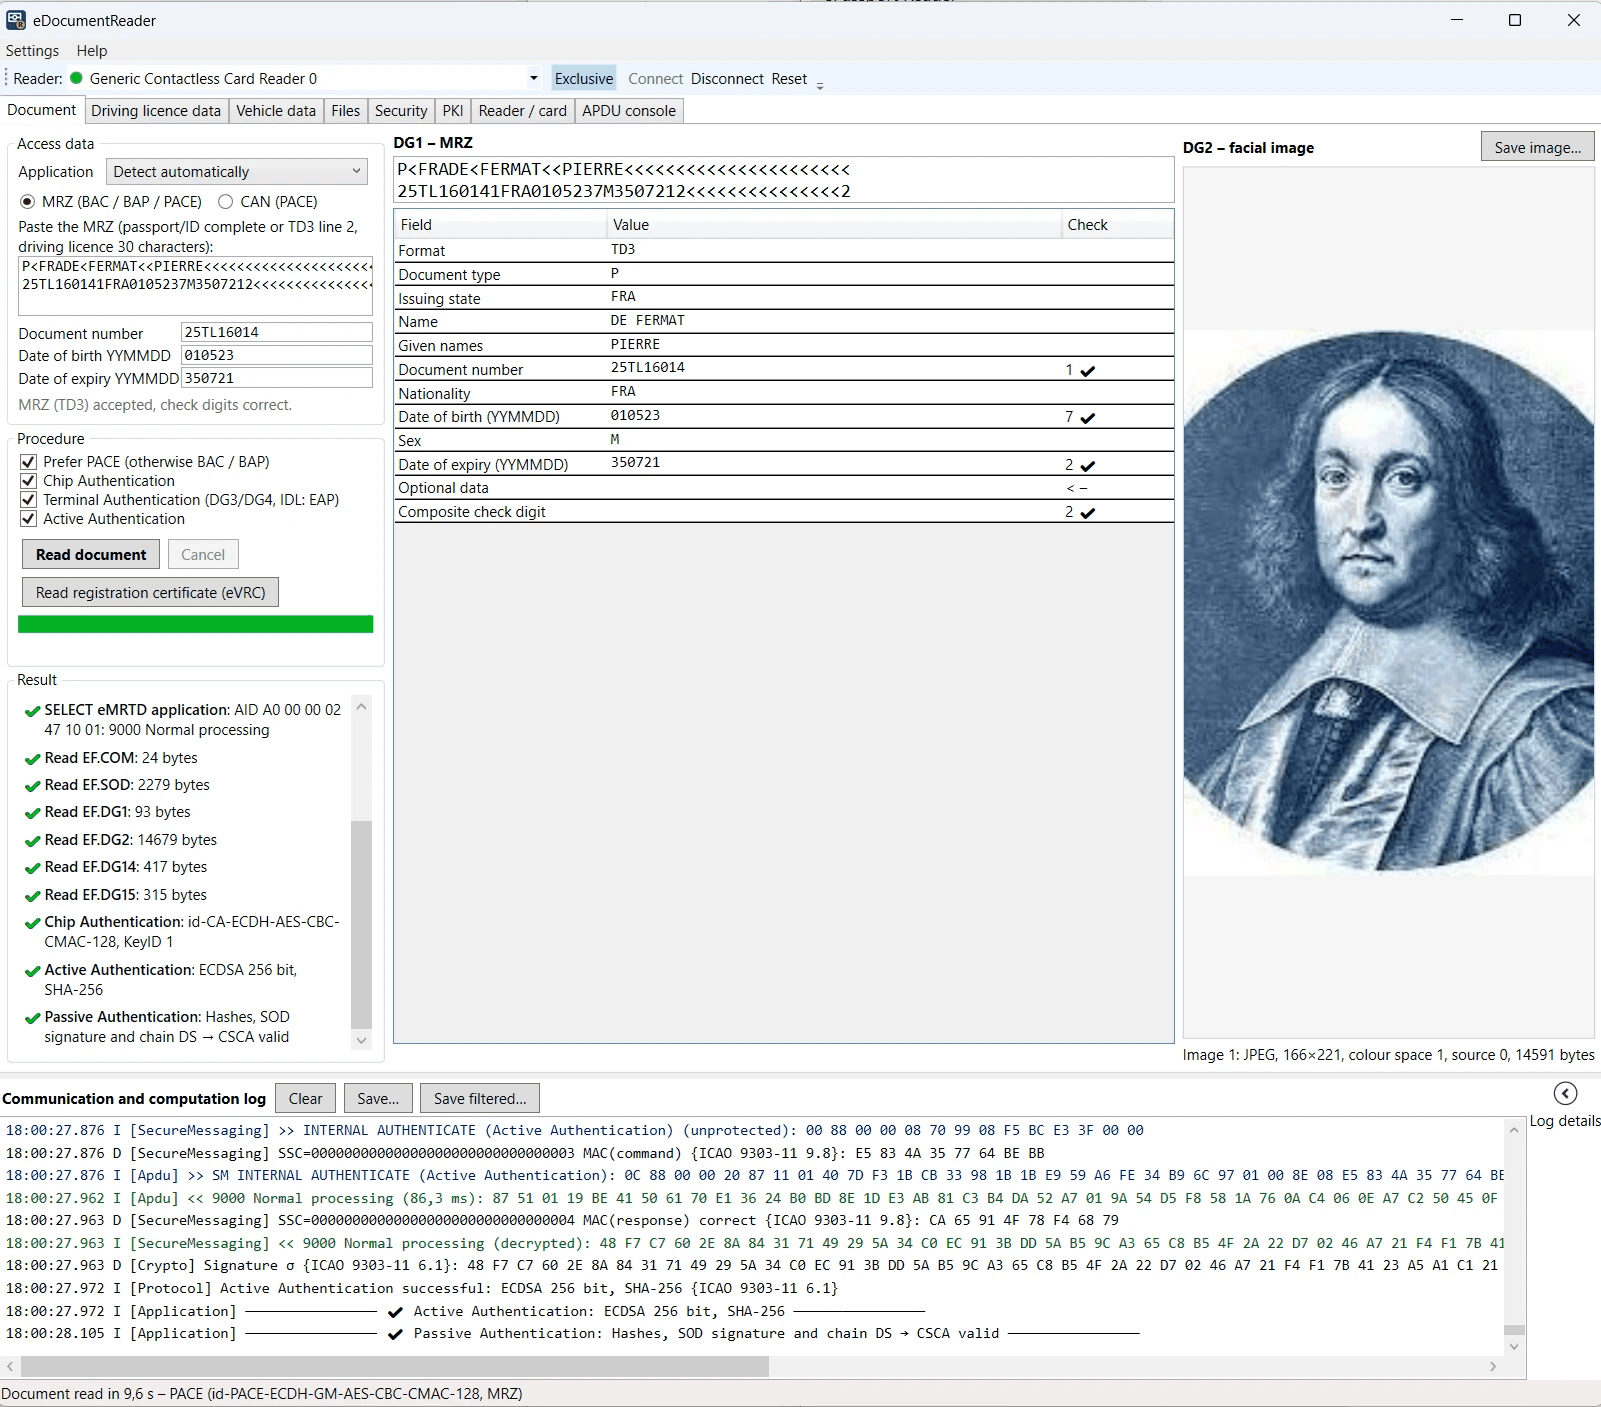 eDocumentReader
Settings Help
Reader: Generic Contactless Card Reader 0 Exclusive Connect Disconnect Reset
Document Driving licence data Vehicle data Files Security PKI Reader / card APDU console
Access data
Application Detect automatically
MRZ (BAC / BAP / PACE) CAN (PACE)
Paste the MRZ (passport/ID complete or TD3 line 2,
driving licence 30 characters):
P<FRADE<FERMAT<<PIERRE<<<<<<<<<<<<<<<<<<<<<
25TL160141FRA0105237M3507212<<<<<<<<<<<<<<<
Document number 25TL16014
Date of birth YYMMDD 010523
Date of expiry YYMMDD 350721
MRZ (TD3) accepted, check digits correct.
Procedure
Prefer PACE (otherwise BAC / BAP)
Chip Authentication
Terminal Authentication (DG3/DG4, IDL: EAP)
Active Authentication
Read document Cancel
Read registration certificate (eVRC)
Result
SELECT eMRTD application: AID A0 00 00 02
47 10 01: 9000 Normal processing
Read EF.COM: 24 bytes
Read EF.SOD: 2279 bytes
Read EF.DG1: 93 bytes
Read EF.DG2: 14679 bytes
Read EF.DG14: 417 bytes
Read EF.DG15: 315 bytes
Chip Authentication: id-CA-ECDH-AES-CBC-
CMAC-128, KeyID 1
Active Authentication: ECDSA 256 bit,
SHA-256
Passive Authentication: Hashes, SOD
signature and chain DS → CSCA valid
DG1 – MRZ
P<FRADE<FERMAT<<PIERRE<<<<<<<<<<<<<<<<<<<<<<
25TL160141FRA0105237M3507212<<<<<<<<<<<<<<<2
Field Value Check
Format TD3
Document type P
Issuing state FRA
Name DE FERMAT
Given names PIERRE
Document number 25TL16014 1 ✔
Nationality FRA
Date of birth (YYMMDD) 010523 7 ✔
Sex M
Date of expiry (YYMMDD) 350721 2 ✔
Optional data < –
Composite check digit 2 ✔
DG2 – facial image Save image...
Image 1: JPEG, 166×221, colour space 1, source 0, 14591 bytes
Communication and computation log Clear Save... Save filtered...
Log details
18:00:27.876 I [SecureMessaging] >> INTERNAL AUTHENTICATE (Active Authentication) (unprotected): 00 88 00 00 08 70 99 08 F5 BC E3 3F 00 00
18:00:27.876 D [SecureMessaging] SSC=00000000000000000000000000000003 MAC(command) {ICAO 9303-11 9.8}: E5 83 4A 35 77 64 BE BB
18:00:27.876 I [Apdu] >> SM INTERNAL AUTHENTICATE (Active Authentication): 0C 88 00 00 20 87 11 01 40 7D F3 1B CB 33 98 1B 1B E9 59 A6 FE 34 B9 6C 97 01 00 8E 08 E5 83 4A 35 77 64 BE
18:00:27.962 I [Apdu] << 9000 Normal processing (86,3 ms): 87 51 01 19 BE 41 50 61 70 E1 36 24 B0 BD 8E 1D E3 AB 81 C3 B4 DA 52 A7 01 9A 54 D5 F8 58 1A 76 0A C4 06 0E A7 C2 50 45 0F
18:00:27.963 D [SecureMessaging] SSC=00000000000000000000000000000004 MAC(response) correct {ICAO 9303-11 9.8}: CA 65 91 4F 78 F4 68 79
18:00:27.963 I [SecureMessaging] << 9000 Normal processing (decrypted): 48 F7 C7 60 2E 8A 84 31 71 49 29 5A 34 C0 EC 91 3B DD 5A B5 9C A3 65 C8 B5 4F 2A 22 D7 02 46 A7 21 F4 F1 7B 41
18:00:27.963 D [Crypto] Signature σ {ICAO 9303-11 6.1}: 48 F7 C7 60 2E 8A 84 31 71 49 29 5A 34 C0 EC 91 3B DD 5A B5 9C A3 65 C8 B5 4F 2A 22 D7 02 46 A7 21 F4 F1 7B 41 23 A5 A1 C1 21
18:00:27.972 I [Protocol] Active Authentication successful: ECDSA 256 bit, SHA-256 {ICAO 9303-11 6.1}
18:00:27.972 I [Application] ──────────── ✔ Active Authentication: ECDSA 256 bit, SHA-256 ────────────
18:00:28.105 I [Application] ──────────── ✔ Passive Authentication: Hashes, SOD signature and chain DS → CSCA valid ────────────
Document read in 9,6 s – PACE (id-PACE-ECDH-GM-AES-CBC-CMAC-128, MRZ)